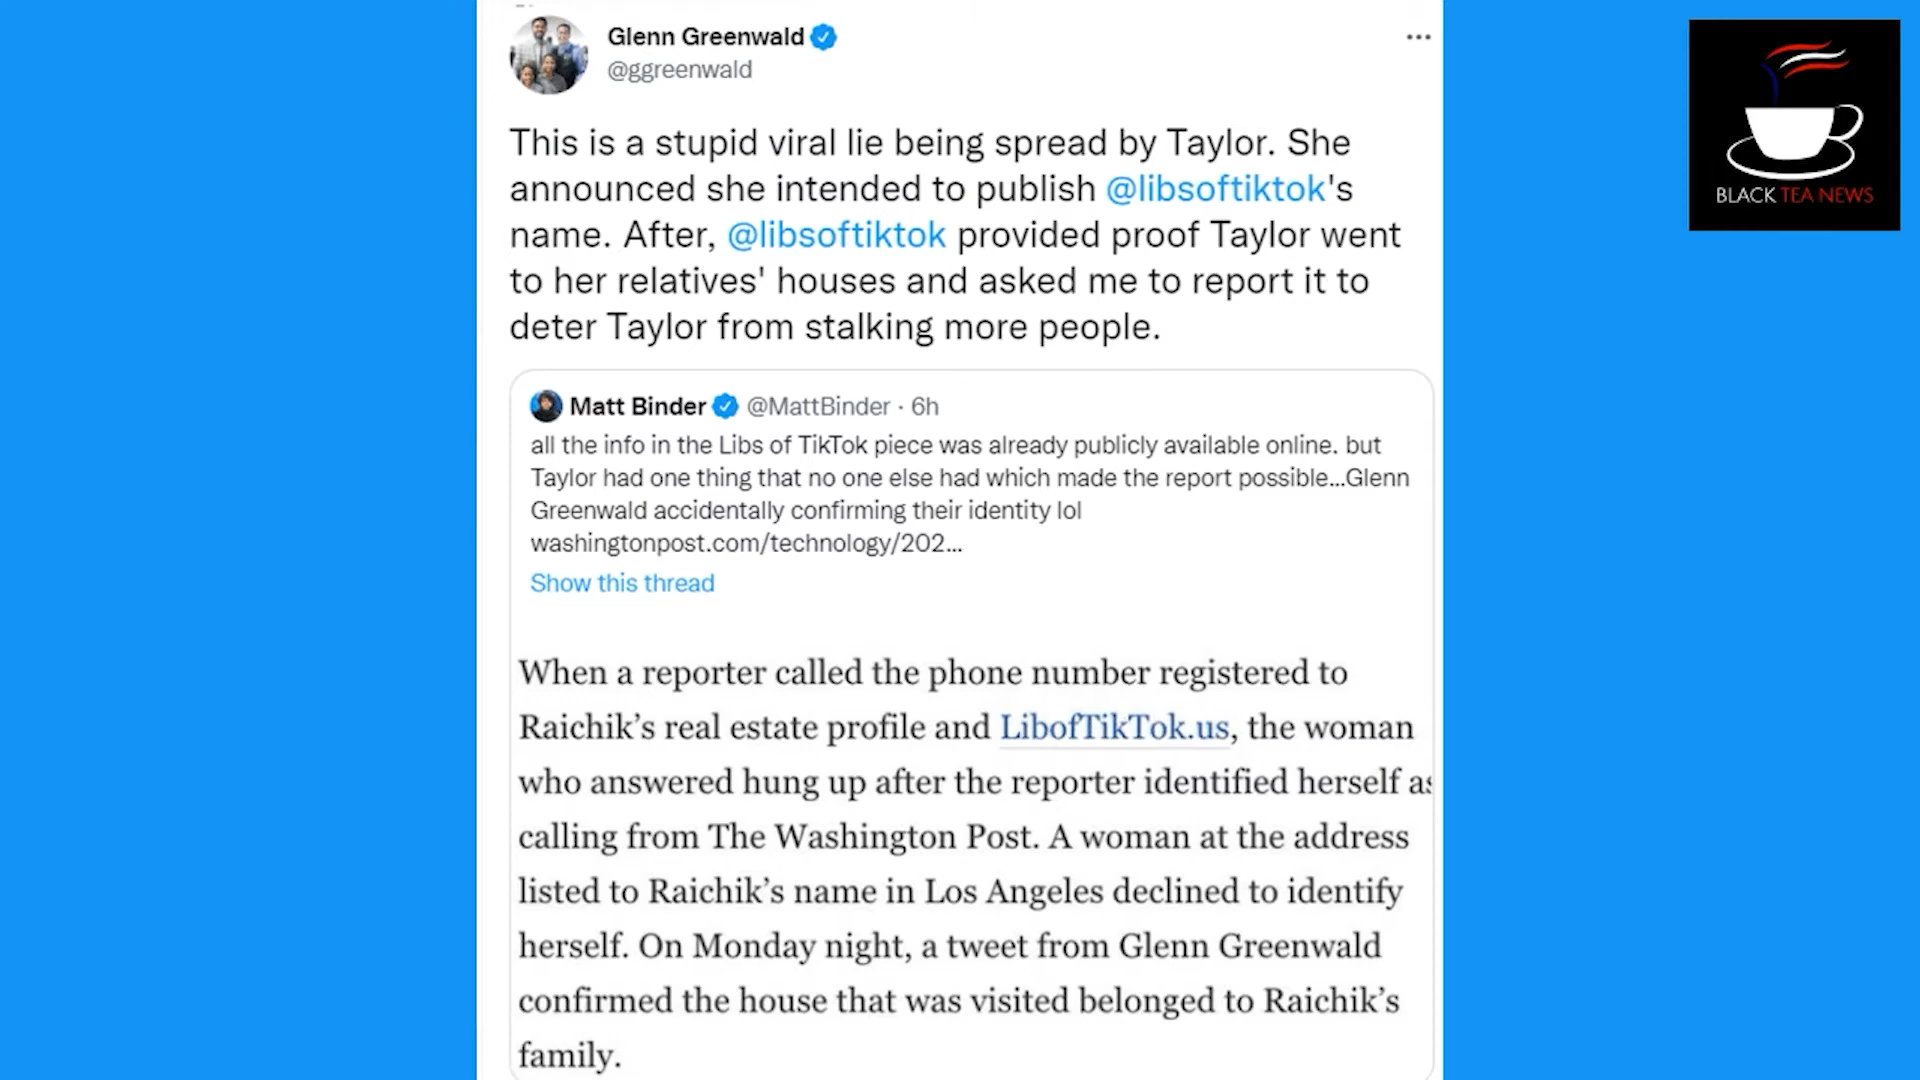 Glenn Greenwald
@ggreenwald
BLACK TEA NEWS
This is a stupid viral lie being spread by Taylor. She
announced she intended to publish @libsoftiktok's
name. After, @libsoftiktok provided proof Taylor went
to her relatives' houses and asked me to report it to
deter Taylor from stalking more people.
Matt Binder @MattBinder · 6h
all the info in the Libs of TikTok piece was already publicly available online. but
Taylor had one thing that no one else had which made the report possible...Glenn
Greenwald accidentally confirming their identity lol
washingtonpost.com/technology/202...
Show this thread
When a reporter called the phone number registered to
Raichik’s real estate profile and LibofTikTok.us, the woman
who answered hung up after the reporter identified herself as
calling from The Washington Post. A woman at the address
listed to Raichik’s name in Los Angeles declined to identify
herself. On Monday night, a tweet from Glenn Greenwald
confirmed the house that was visited belonged to Raichik’s
family.